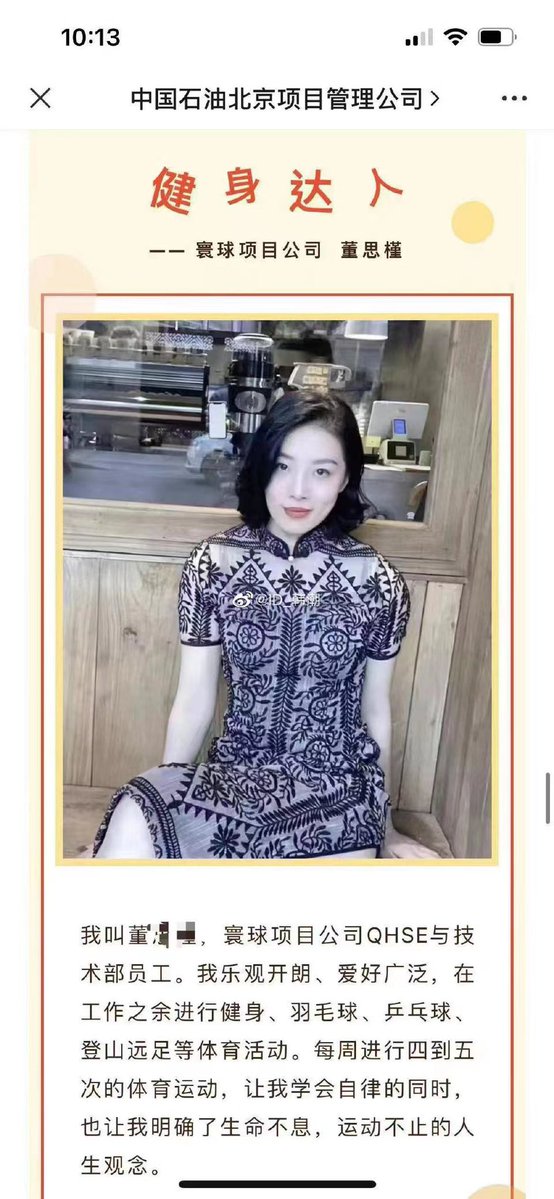 10:13
中国石油北京项目管理公司
健身达人
—— 寰球项目公司 董思槿
我叫董，寰球项目公司QHSE与技
术部员工。我乐观开朗、爱好广泛，在
工作之余进行健身、羽毛球、乒乓球、
登山远足等体育活动。每周进行四到五
次的体育运动，让我学会自律的同时，
也让我明确了生命不息，运动不止的人
生观念。